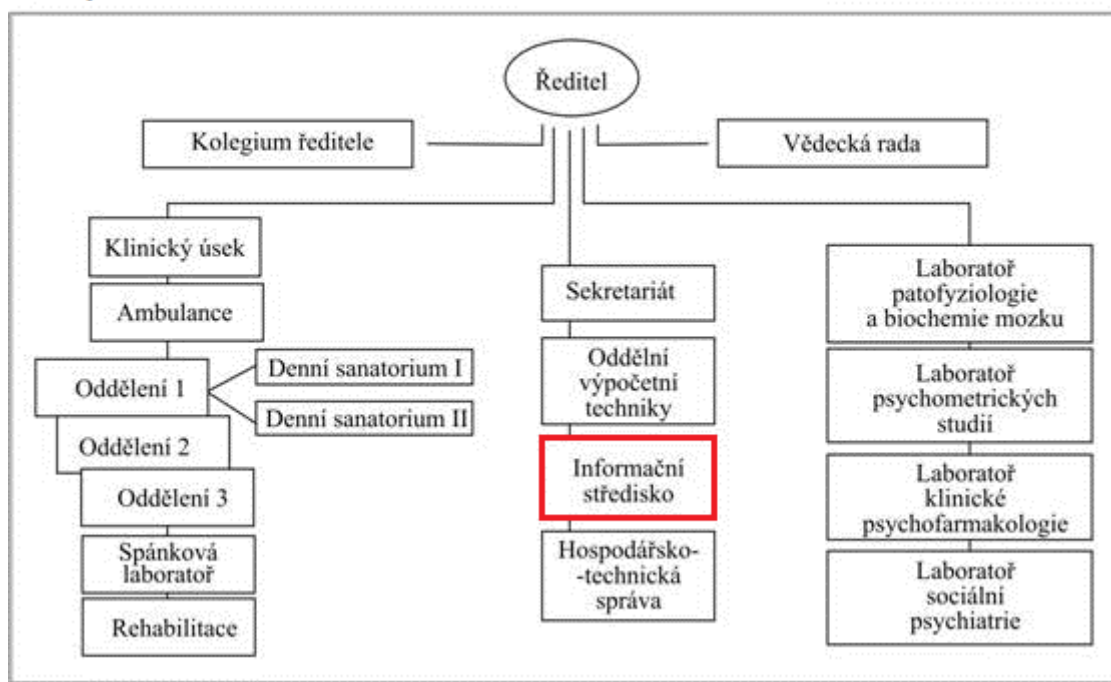 Ředitel
Kolegium ředitele
Vědecká rada
Klinický úsek
Ambulance
Oddělení 1
Denní sanatorium I
Denní sanatorium II
Oddělení 2
Oddělení 3
Spánková
laboratoř
Rehabilitace
Sekretariát
Oddělní
výpočetní
techniky
Informační
středisko
Hospodářsko-
-technická
správa
Laboratoř
patofyziologie
a biochemie mozku
Laboratoř
psychometrických
studií
Laboratoř
klinické
psychofarmakologie
Laboratoř
sociální
psychiatrie